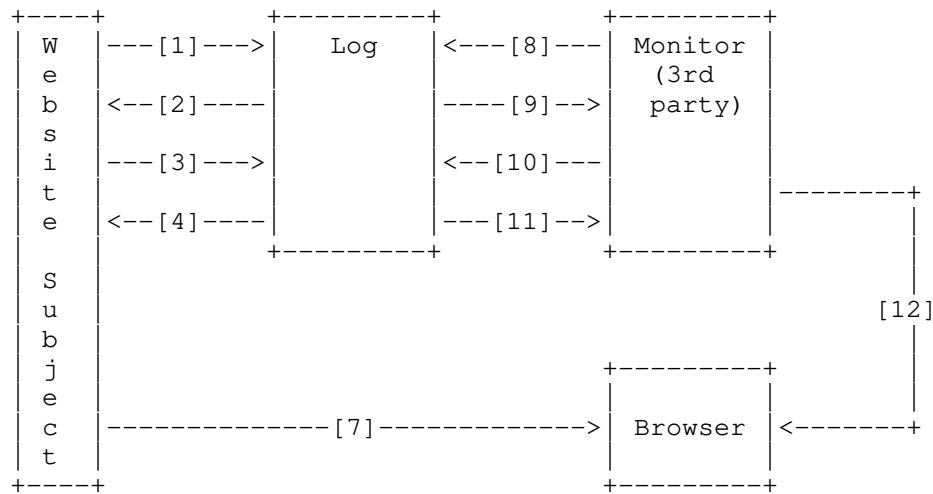 +-----+          +---------+          +---------+
| W   |---[1]--->|   Log   |<---[8]---| Monitor |
| e   |          |         |          |  (3rd   |
| b   |<--[2]----|         |----[9]-->|  party) |
| s   |          |         |          |         |
| i   |---[3]--->|         |<--[10]---|         |
| t   |          |         |          |         |--------+
| e   |<--[4]----|         |---[11]-->|         |        |
|     |          +---------+          +---------+        |
| S   |                                                  |
| u   |                                                 [12]
| b   |                                                  |
| j   |                               +---------+        |
| e   |                               |         |        |
| c   |--------------[7]------------->| Browser |<-------+
| t   |                               |         |
+-----+                               +---------+